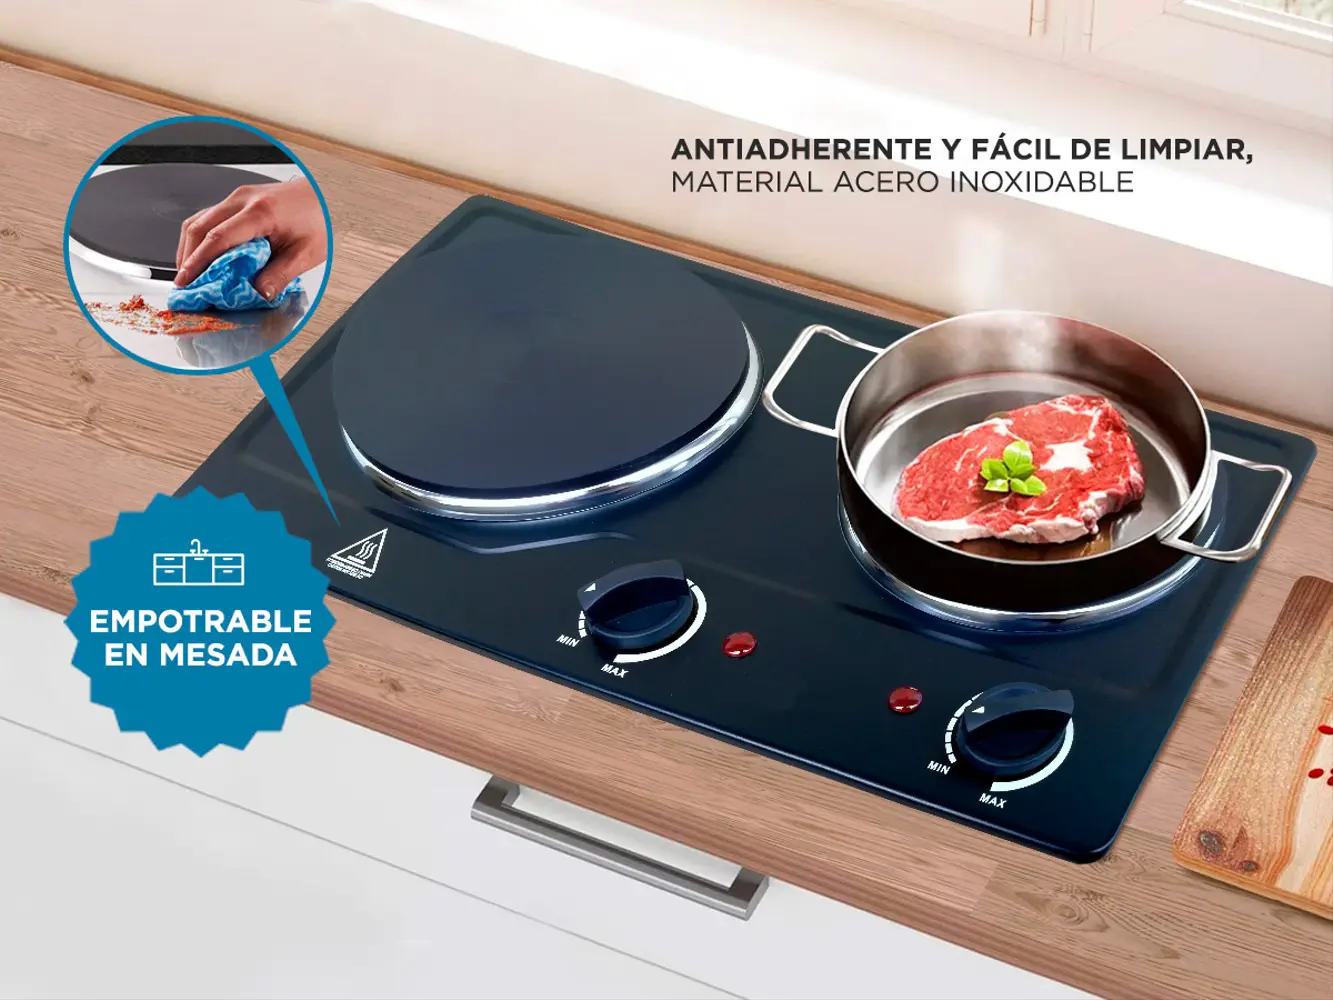 ANTIADHERENTE Y FÁCIL DE LIMPIAR,
MATERIAL ACERO INOXIDABLE
EMPOTRABLE
EN MESADA
MIN
MAX
MIN
MAX